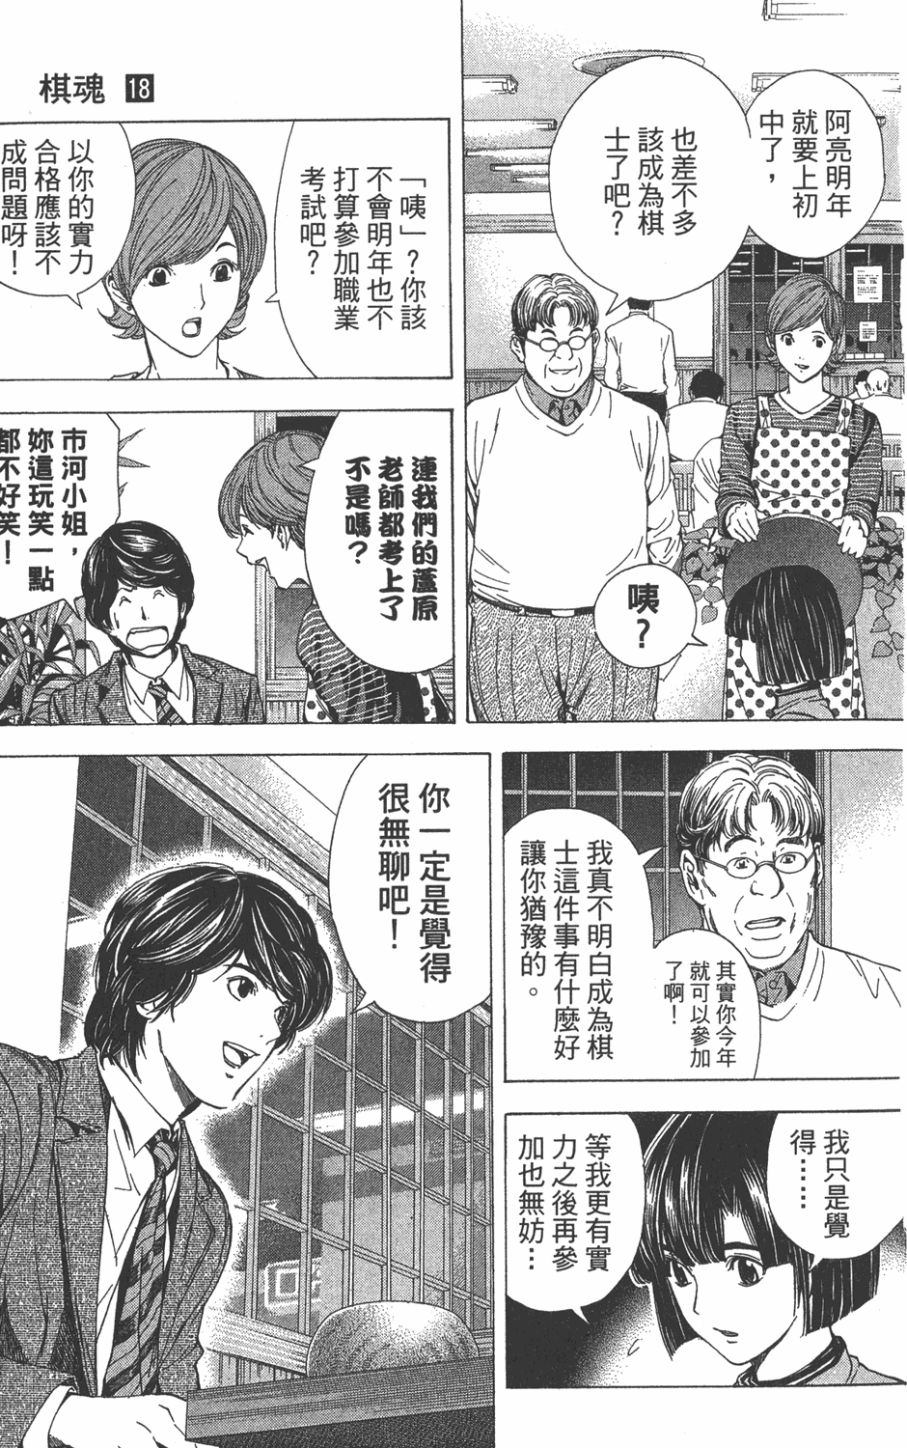 棋魂 18
阿亮明年
就要上初
中了，
也差不多
該成為棋
士了吧？
咦？
「咦」？你該
不會明年也不
打算參加職業
考試吧？
以你的實力
合格應該不
成問題呀！
連我們的蘆原
老師都考上了
不是嗎？
市河小姐，
妳這玩笑一點
都不好笑！
其實你今年
就可以參加
了啊！
我真不明白成為棋
士這件事有什麼好
讓你猶豫的。
我只是覺
得……
等我更有實
力之後再參
加也無妨…
你一定是覺得
很無聊吧！